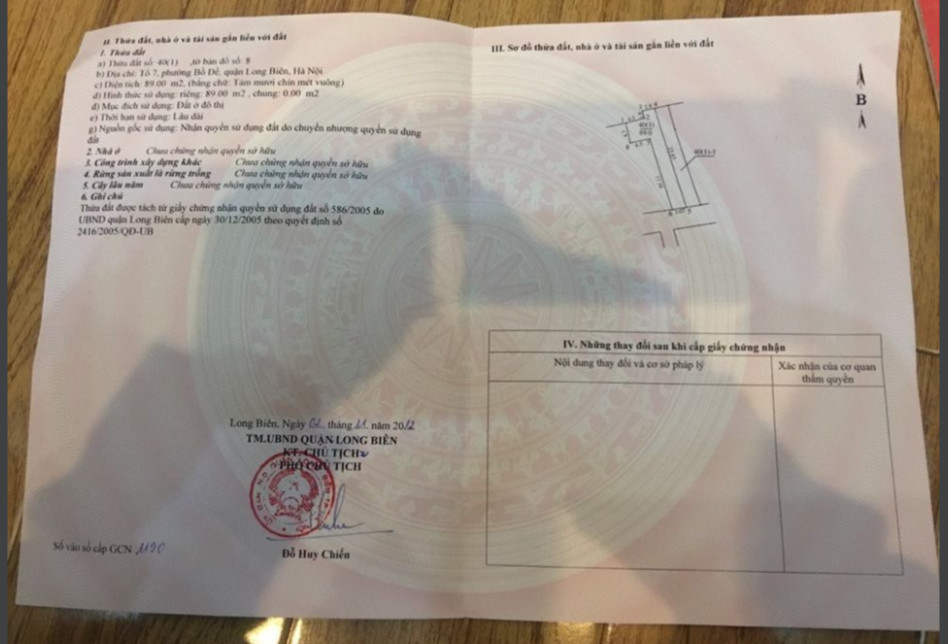 II. Thửa đất, nhà ở và tài sản gắn liền với đất
1. Thửa đất
a) Thửa đất số: 40(1) ,tờ bản đồ số: 8
b) Địa chỉ: Tổ 7, phường Bồ Đề, quận Long Biên, Hà Nội
c) Diện tích: 89.00 m2, (bằng chữ: Tám mươi chín mét vuông)
d) Hình thức sử dụng: riêng: 89.00 m2 , chung: 0.00 m2
đ) Mục đích sử dụng: Đất ở đô thị
e) Thời hạn sử dụng: Lâu dài
g) Nguồn gốc sử dụng: Nhận quyền sử dụng đất do chuyển nhượng quyền sử dụng
đất
2. Nhà ở Chưa chứng nhận quyền sở hữu
3. Công trình xây dựng khác Chưa chứng nhận quyền sở hữu
4. Rừng sản xuất là rừng trồng Chưa chứng nhận quyền sở hữu
5. Cây lâu năm Chưa chứng nhận quyền sở hữu
6. Ghi chú
Thửa đất được tách từ giấy chứng nhận quyền sử dụng đất số 586/2005 do
UBND quận Long Biên cấp ngày 30/12/2005 theo quyết định số
2416/2005/QĐ-UB
Long Biên, Ngày 02 tháng 11 năm 2012
TM.UBND QUẬN LONG BIÊN
KT. CHỦ TỊCH
PHÓ CHỦ TỊCH
Đỗ Huy Chiến
Số vào sổ cấp GCN 1190
III. Sơ đồ thửa đất, nhà ở và tài sản gắn liền với đất
B
40(1)
40(1)-1
IV. Những thay đổi sau khi cấp giấy chứng nhận
Nội dung thay đổi và cơ sở pháp lý
Xác nhận của cơ quan
thẩm quyền